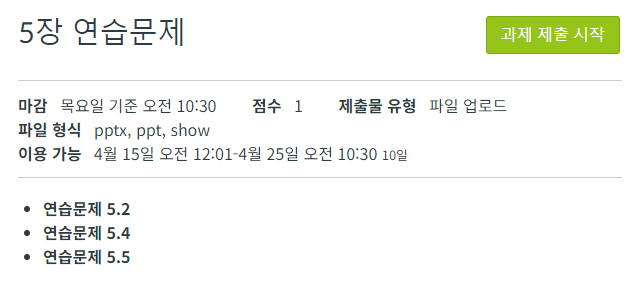 5장 연습문제
과제 제출 시작
마감 목요일 기준 오전 10:30 점수 1 제출물 유형 파일 업로드
파일 형식 pptx, ppt, show
이용 가능 4월 15일 오전 12:01-4월 25일 오전 10:30 10일
• 연습문제 5.2
• 연습문제 5.4
• 연습문제 5.5